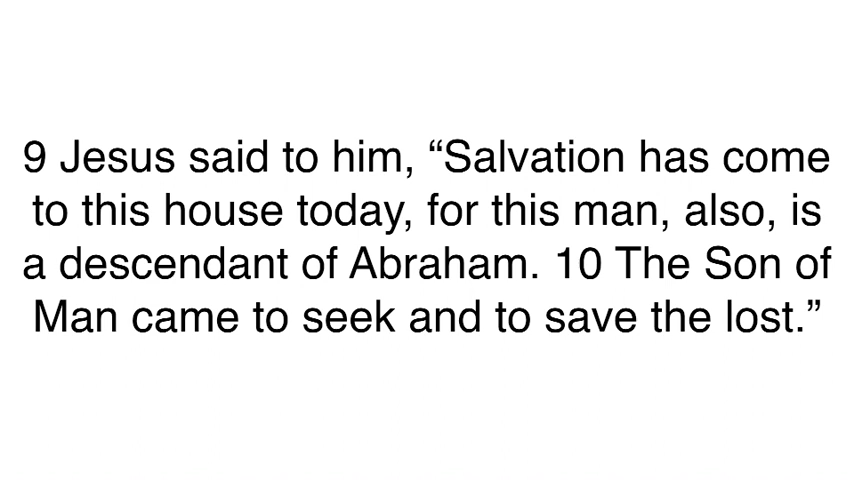 9 Jesus said to him, “Salvation has come
to this house today, for this man, also, is
a descendant of Abraham. 10 The Son of
Man came to seek and to save the lost.”